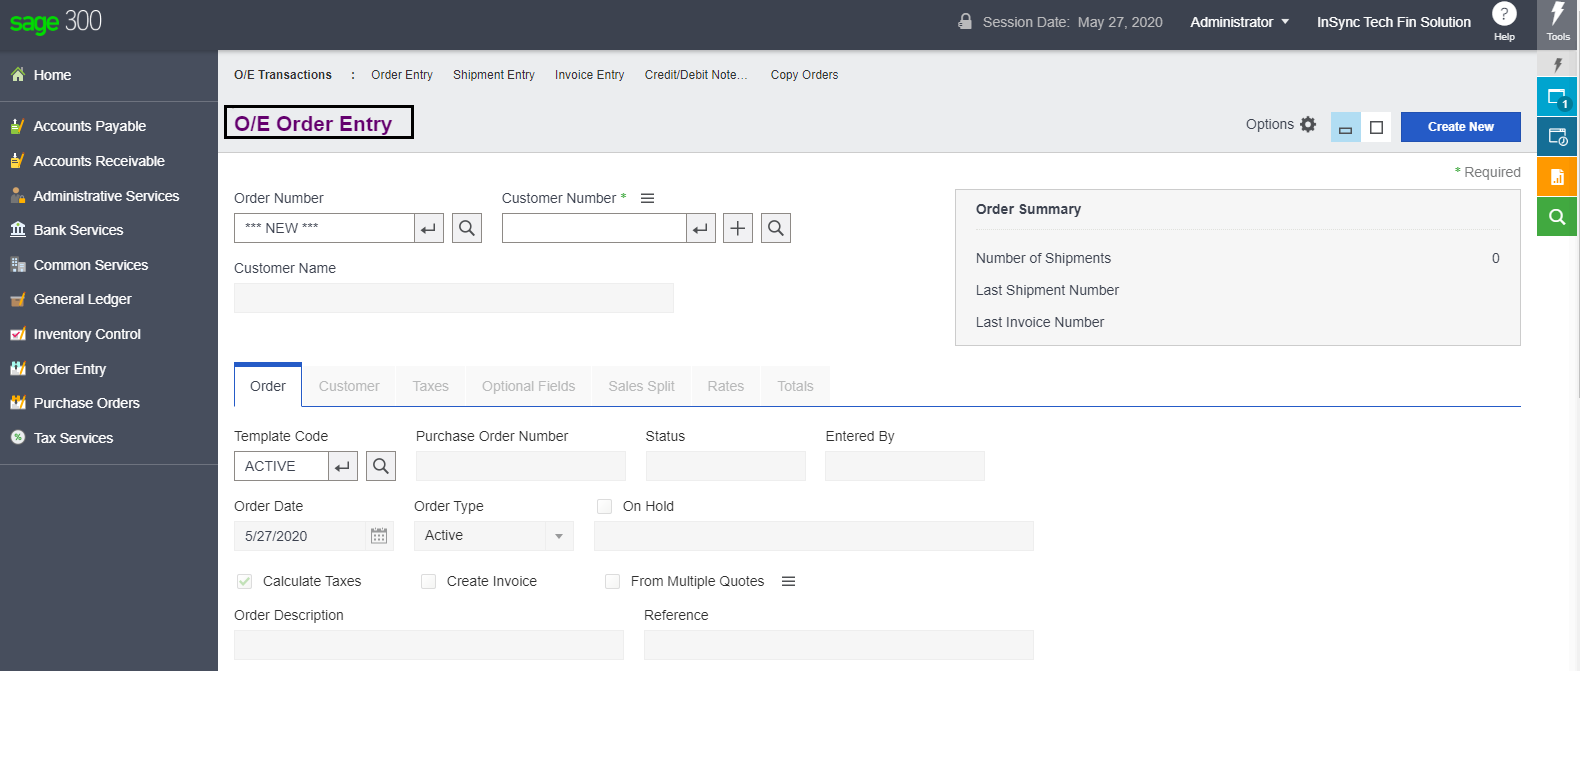 sage 300
Session Date: May 27, 2020 Administrator InSync Tech Fin Solution ? Help Tools
Home
Accounts Payable
Accounts Receivable
Administrative Services
Bank Services
Common Services
General Ledger
Inventory Control
Order Entry
Purchase Orders
Tax Services
O/E Transactions : Order Entry Shipment Entry Invoice Entry Credit/Debit Note... Copy Orders
O/E Order Entry
Options Create New
1
* Required
Order Number Customer Number *
*** NEW ***
Customer Name
Order Summary
Number of Shipments 0
Last Shipment Number
Last Invoice Number
Order Customer Taxes Optional Fields Sales Split Rates Totals
Template Code Purchase Order Number Status Entered By
ACTIVE
Order Date Order Type On Hold
5/27/2020 Active
Calculate Taxes Create Invoice From Multiple Quotes
Order Description Reference